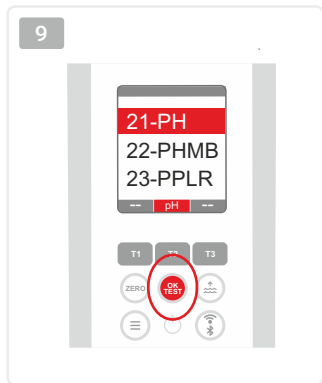 9
21-PH
22-PHMB
23-PPLR
-- pH --
T1 T2 T3
ZERO OK TEST